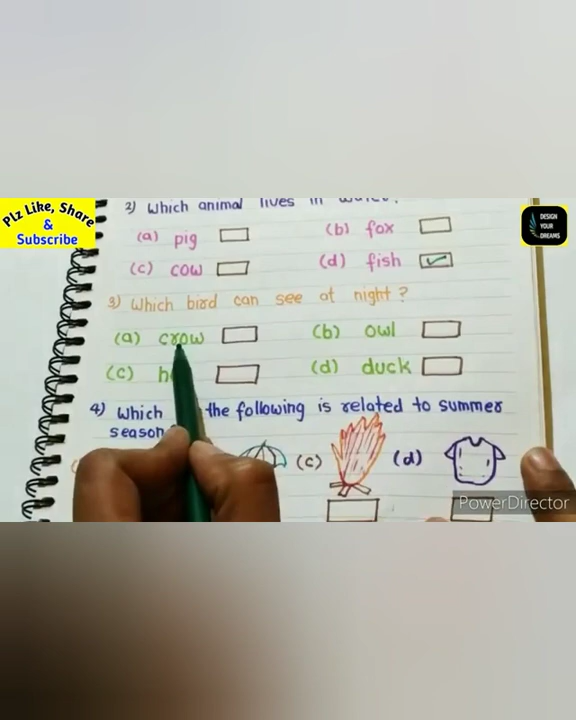 Plz Like, Share
&
Subscribe
DESIGN
YOUR
DREAMS
2) Which animal lives in water?
(a) pig
(b) fox
(c) cow
(d) fish
3) Which bird can see at night?
(a) crow
(b) owl
(c)
(d) duck
4) Which the following is related to summer
season
(c)
(d)
PowerDirector